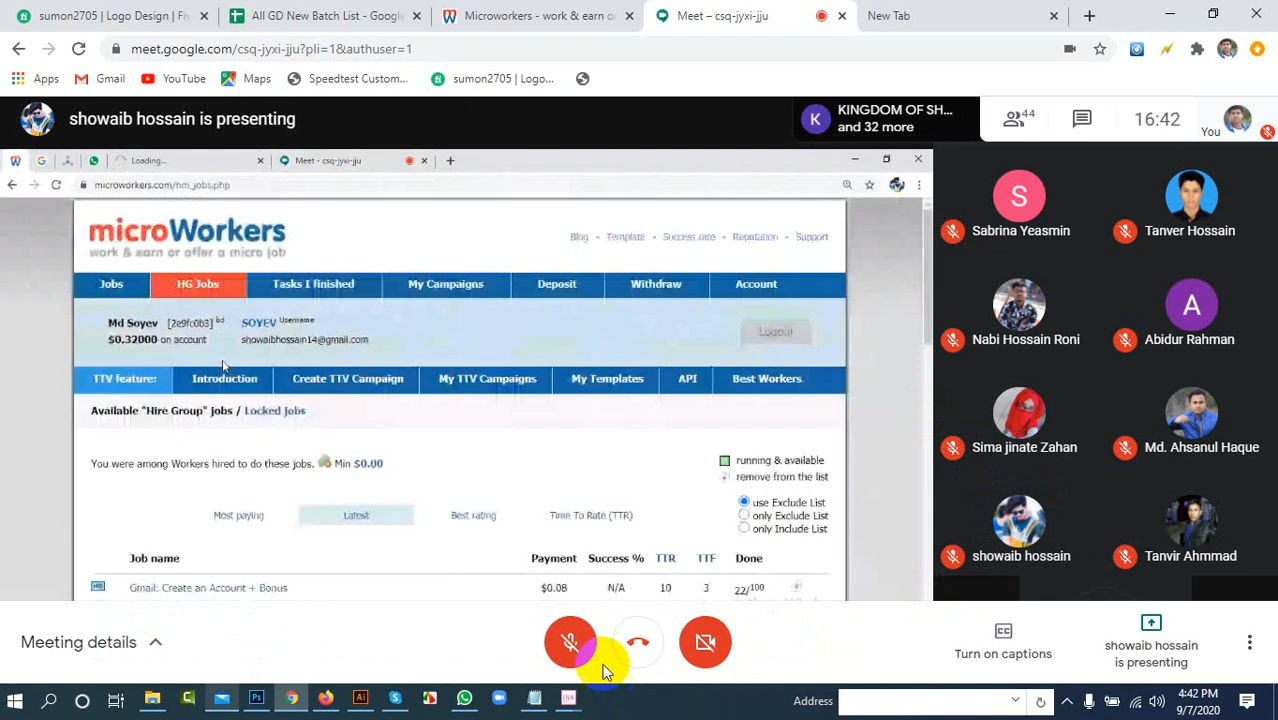 sumon2705 | Logo Design | Fiv
All GD New Batch List - Google
Microworkers - work & earn or
Meet – csq-jyxi-jju
New Tab
meet.google.com/csq-jyxi-jju?pli=1&authuser=1
Apps
Gmail
YouTube
Maps
Speedtest Custom...
sumon2705 | Logo...
showaib hossain is presenting
K
KINGDOM OF SH...
and 32 more
44
16:42
You
Loading...
Meet - csq-jyxi-jju
microworkers.com/hm_jobs.php
microWorkers
work & earn or offer a micro job
Blog - Template - Success rate - Reputation - Support
Jobs
HG Jobs
Tasks I finished
My Campaigns
Deposit
Withdraw
Account
Md Soyev [2e9fc0b3] bd
SOYEV Username
$0.32000 on account
showaibhossain14@gmail.com
Logout
TTV feature:
Introduction
Create TTV Campaign
My TTV Campaigns
My Templates
API
Best Workers
Available "Hire Group" jobs / Locked Jobs
You were among Workers hired to do these jobs. Min $0.00
running & available
remove from the list
use Exclude List
only Exclude List
only Include List
Most paying
Latest
Best rating
Time To Rate (TTR)
Job name
Payment
Success %
TTR
TTF
Done
HG
Gmail: Create an Account + Bonus
$0.08
N/A
10
3
22/100
S
Sabrina Yeasmin
Tanver Hossain
Nabi Hossain Roni
A
Abidur Rahman
Sima jinate Zahan
Md. Ahsanul Haque
showaib hossain
Tanvir Ahmmad
Meeting details
Turn on captions
showaib hossain
is presenting
Address
4:42 PM
9/7/2020